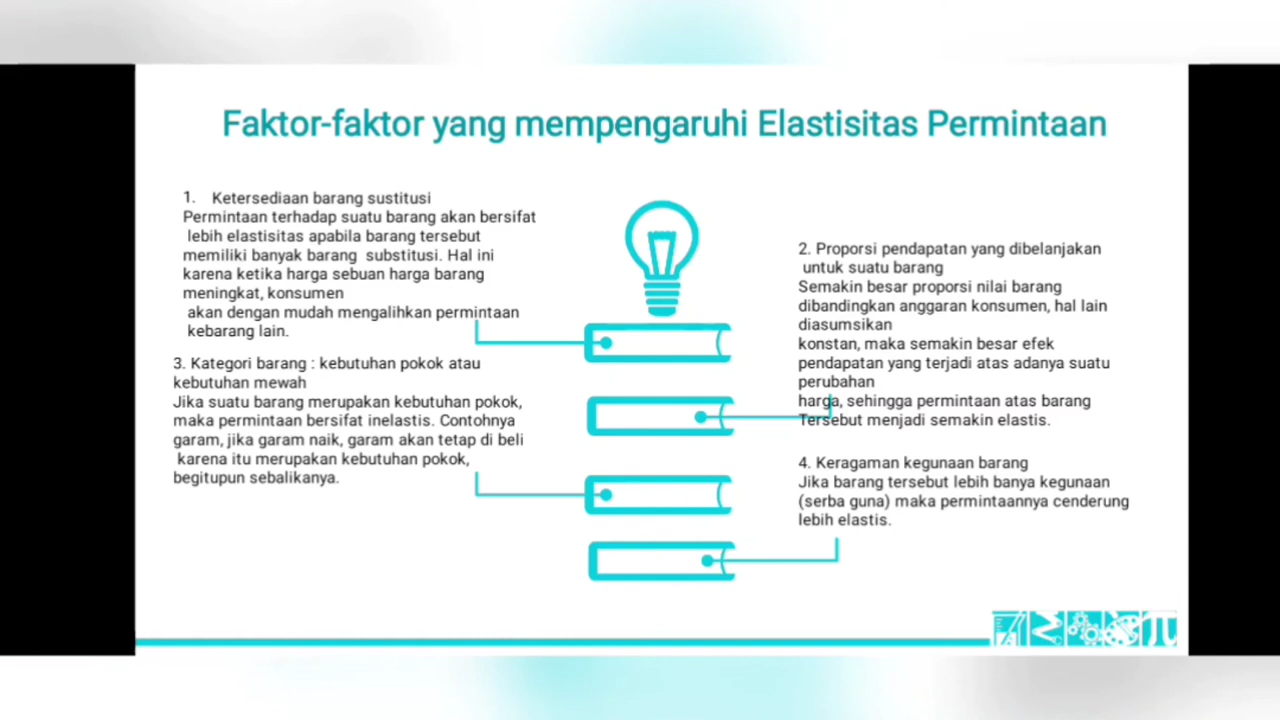 Faktor-faktor yang mempengaruhi Elastisitas Permintaan
1. Ketersediaan barang sustitusi
Permintaan terhadap suatu barang akan bersifat
lebih elastisitas apabila barang tersebut
memiliki banyak barang substitusi. Hal ini
karena ketika harga sebuan harga barang
meningkat, konsumen
akan dengan mudah mengalihkan permintaan
kebarang lain.
2. Proporsi pendapatan yang dibelanjakan
untuk suatu barang
Semakin besar proporsi nilai barang
dibandingkan anggaran konsumen, hal lain
diasumsikan
konstan, maka semakin besar efek
pendapatan yang terjadi atas adanya suatu
perubahan
harga, sehingga permintaan atas barang
Tersebut menjadi semakin elastis.
3. Kategori barang : kebutuhan pokok atau
kebutuhan mewah
Jika suatu barang merupakan kebutuhan pokok,
maka permintaan bersifat inelastis. Contohnya
garam, jika garam naik, garam akan tetap di beli
karena itu merupakan kebutuhan pokok,
begitupun sebalikanya.
4. Keragaman kegunaan barang
Jika barang tersebut lebih banya kegunaan
(serba guna) maka permintaannya cenderung
lebih elastis.